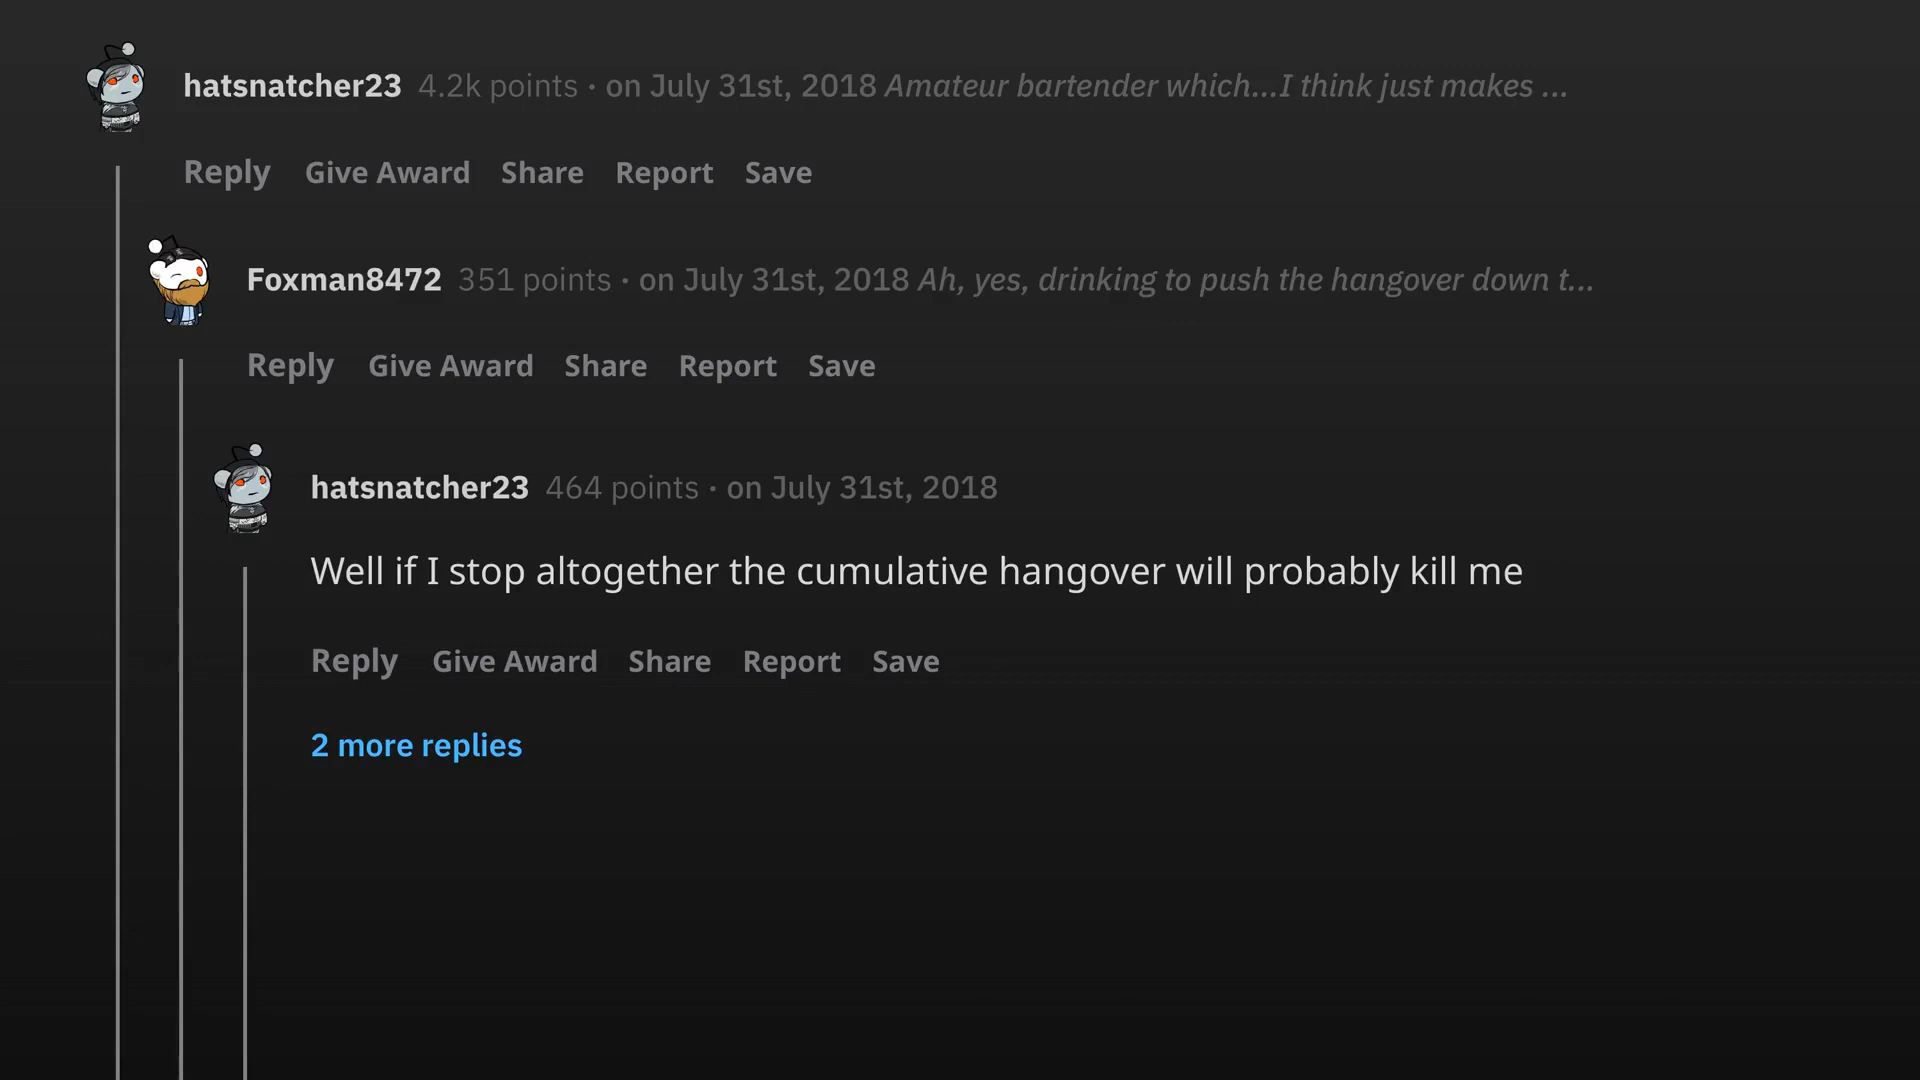 hatsnatcher23 4.2k points · on July 31st, 2018 Amateur bartender which...I think just makes ...
Reply Give Award Share Report Save
Foxman8472 351 points · on July 31st, 2018 Ah, yes, drinking to push the hangover down t...
Reply Give Award Share Report Save
hatsnatcher23 464 points · on July 31st, 2018
Well if I stop altogether the cumulative hangover will probably kill me
Reply Give Award Share Report Save
2 more replies